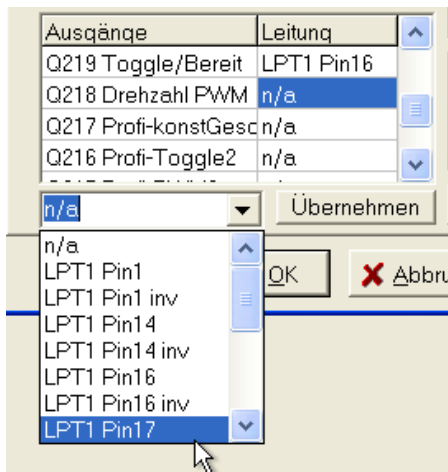 Ausgänge Leitung
Q219 Toggle/Bereit LPT1 Pin16
Q218 Drehzahl PWM n/a
Q217 Profi-konstGesc n/a
Q216 Profi-Toggle2 n/a
n/a Übernehmen
n/a
LPT1 Pin1
LPT1 Pin1 inv OK Abbru
LPT1 Pin14
LPT1 Pin14 inv
LPT1 Pin16
LPT1 Pin16 inv
LPT1 Pin17